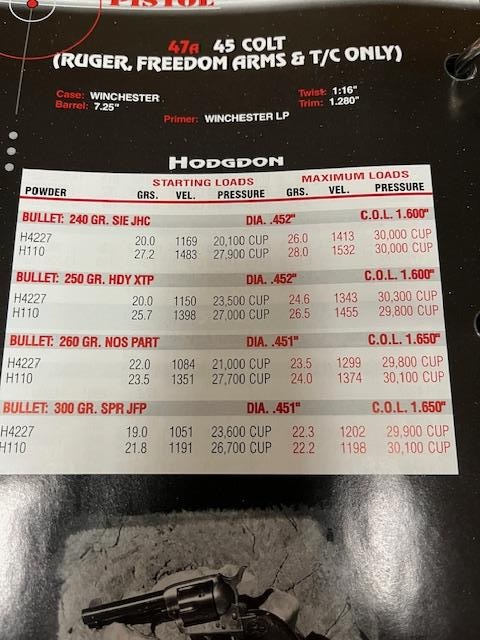 PISTOL
47A 45 COLT
(RUGER, FREEDOM ARMS & T/C ONLY)
Case: WINCHESTER Twist: 1:16"
Barrel: 7.25" Trim: 1.280"
Primer: WINCHESTER LP
HODGDON
STARTING LOADS MAXIMUM LOADS
POWDER GRS. VEL. PRESSURE GRS. VEL. PRESSURE
BULLET: 240 GR. SIE JHC DIA. .452" C.O.L. 1.600"
H4227 20.0 1169 20,100 CUP 26.0 1413 30,000 CUP
H110 27.2 1483 27,900 CUP 28.0 1532 30,000 CUP
BULLET: 250 GR. HDY XTP DIA. .452" C.O.L. 1.600"
H4227 20.0 1150 23,500 CUP 24.6 1343 30,300 CUP
H110 25.7 1398 27,000 CUP 26.5 1455 29,800 CUP
BULLET: 260 GR. NOS PART DIA. .451" C.O.L. 1.650"
H4227 22.0 1084 21,000 CUP 23.5 1299 29,800 CUP
H110 23.5 1351 27,700 CUP 24.0 1374 30,100 CUP
BULLET: 300 GR. SPR JFP DIA. .451" C.O.L. 1.650"
H4227 19.0 1051 23,600 CUP 22.3 1202 29,900 CUP
H110 21.8 1191 26,700 CUP 22.2 1198 30,100 CUP